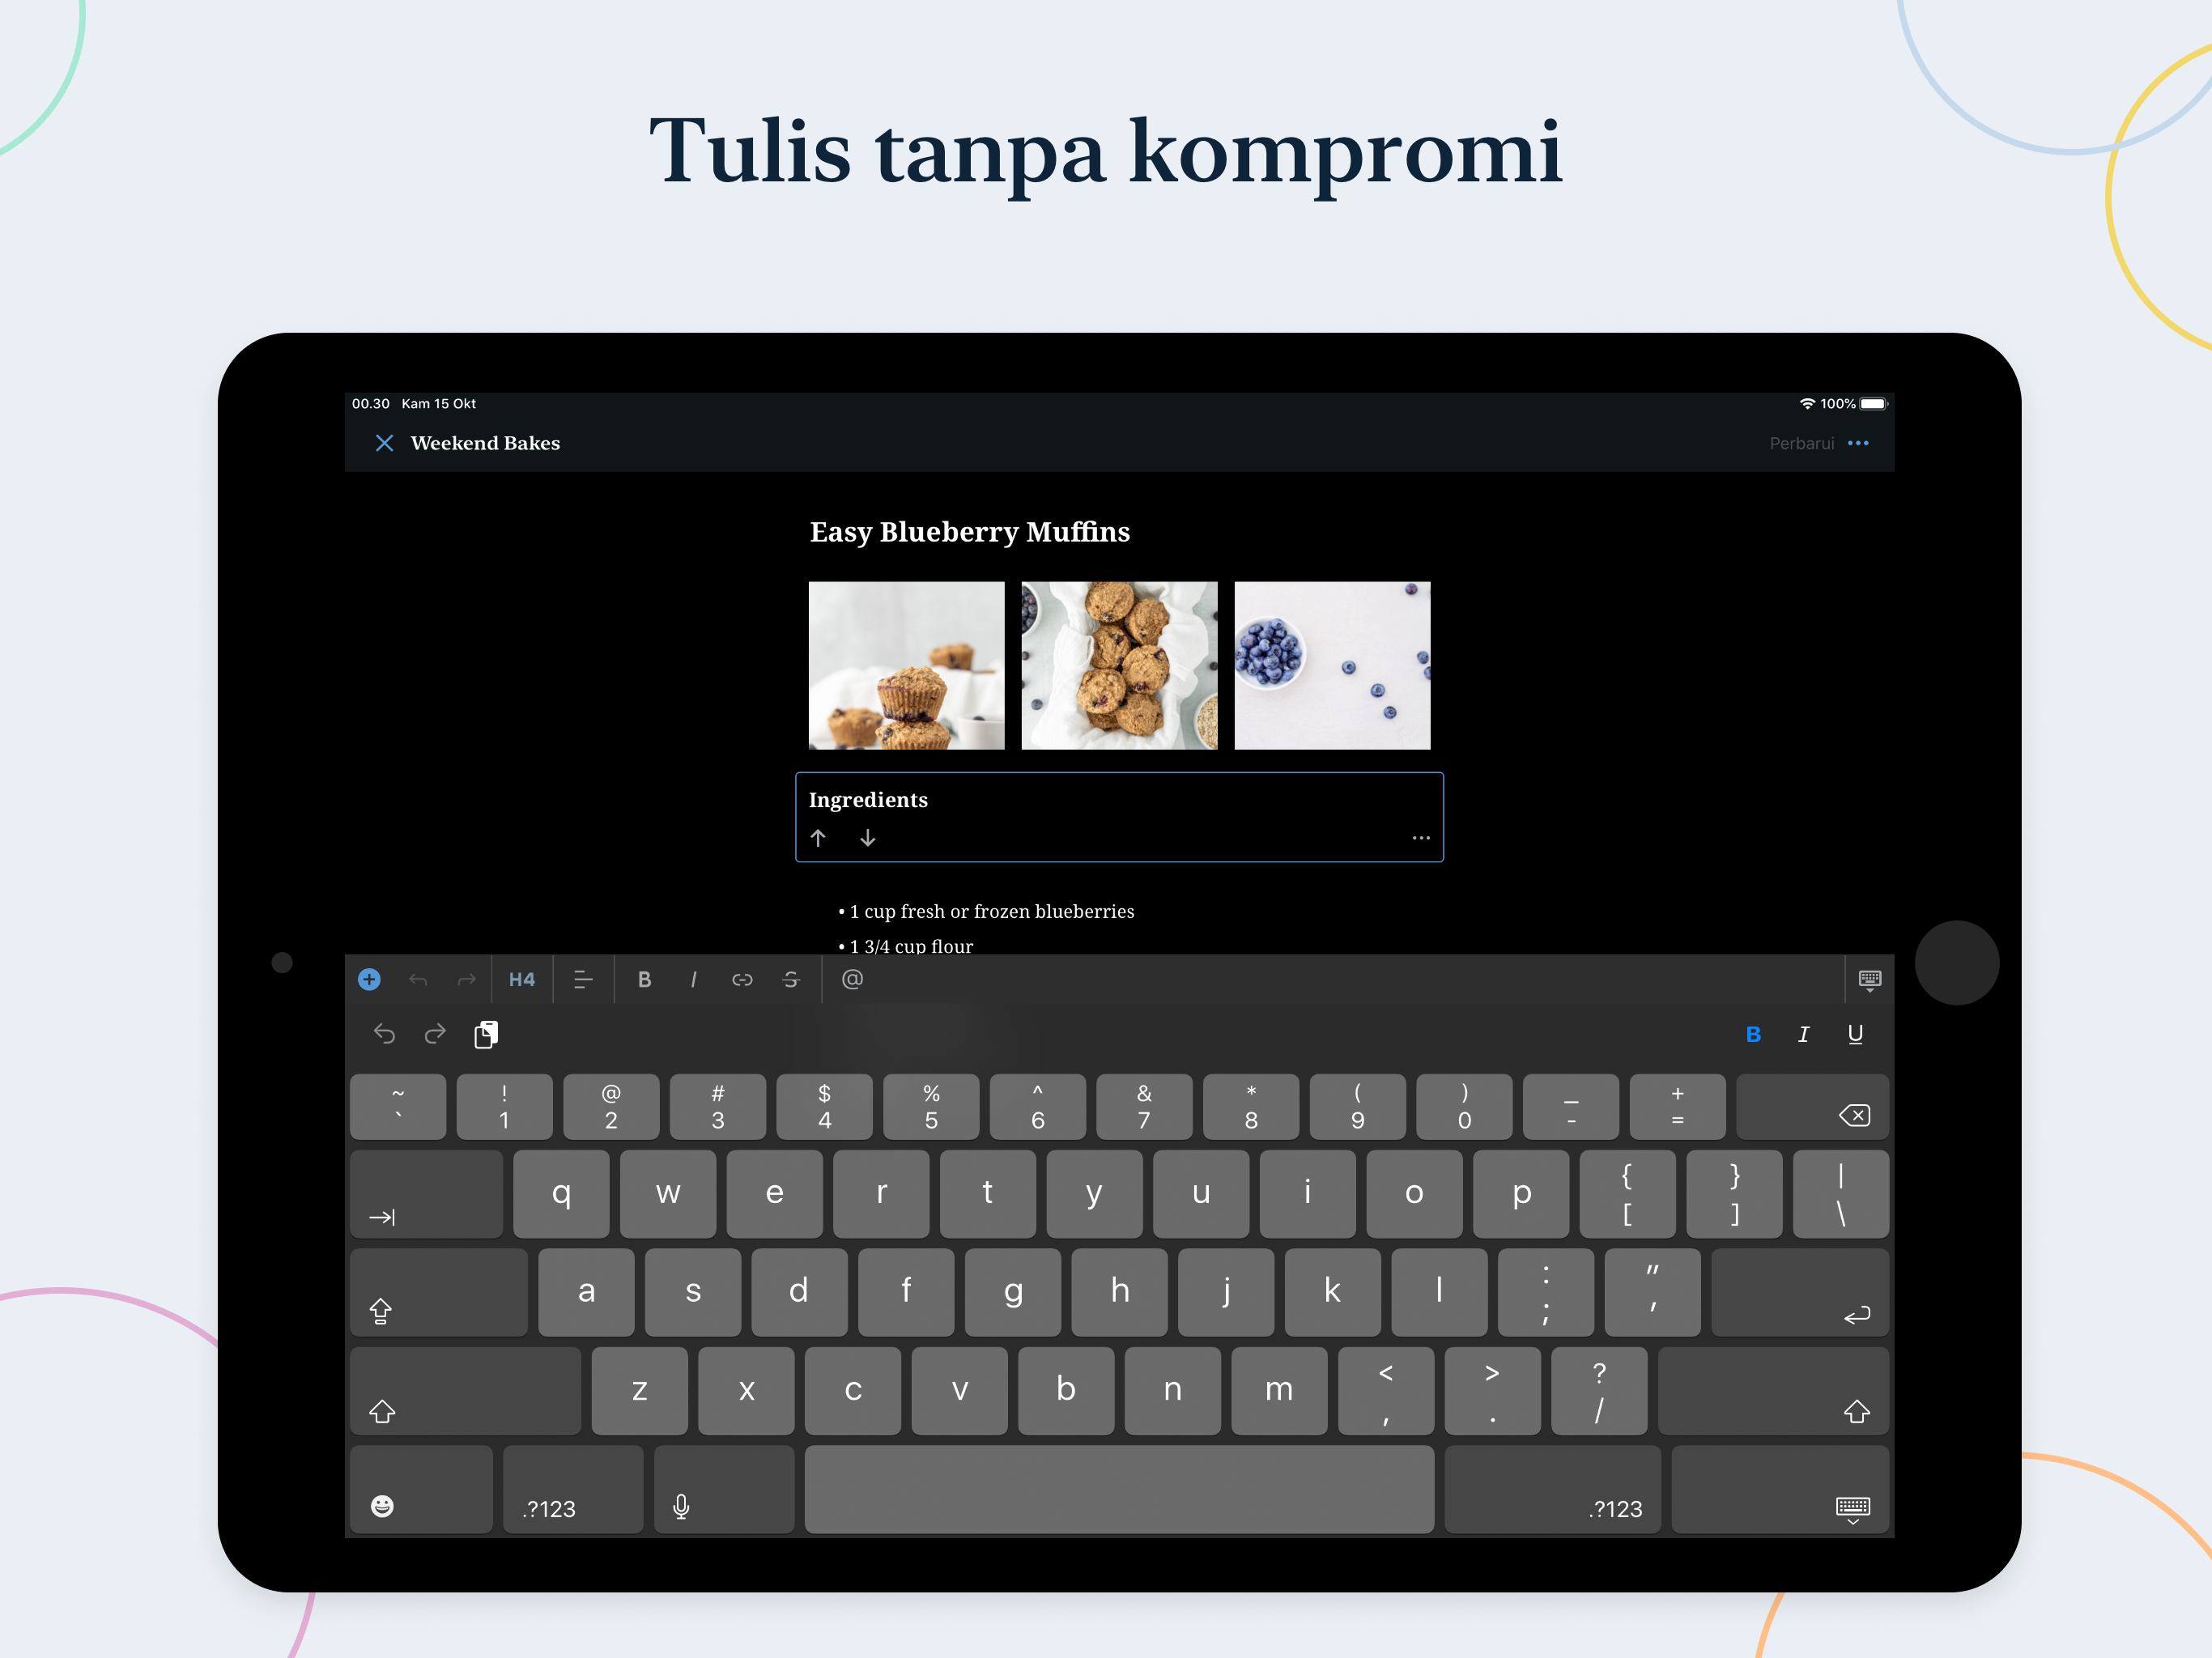 Tulis tanpa kompromi
00.30 Kam 15 Okt
100%
Weekend Bakes
Perbarui
Easy Blueberry Muffins
Ingredients
• 1 cup fresh or frozen blueberries
• 1 3/4 cup flour
H4 B I S @
B I U
~ ! @ # $ % ^ & * ( ) _ +
` 1 2 3 4 5 6 7 8 9 0 - =
q w e r t y u i o p { } |
[ ] \
a s d f g h j k l : "
; '
z x c v b n m < > ?
, . /
.?123 .?123